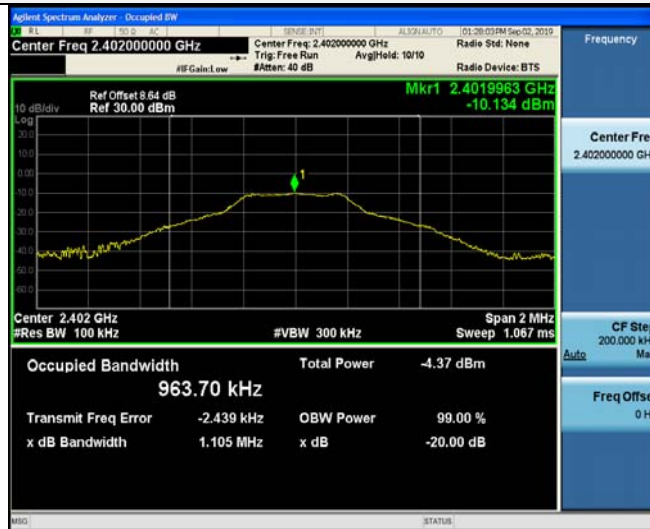 Agilent Spectrum Analyzer - Occupied BW
RL RF 50 Ω AC SENSE:INT ALIGN AUTO 01:28:03 PM Sep 02, 2019
Center Freq 2.402000000 GHz
Center Freq: 2.402000000 GHz
Radio Std: None
Trig: Free Run Avg|Hold: 10/10
#IFGain:Low #Atten: 40 dB
Radio Device: BTS
Ref Offset 8.64 dB
10 dB/div Ref 30.00 dBm
Mkr1 2.4019963 GHz
-10.134 dBm
Log
20.0
10.0
0.00
-10.0
-20.0
-30.0
-40.0
-50.0
-60.0
1
Center 2.402 GHz Span 2 MHz
#Res BW 100 kHz #VBW 300 kHz Sweep 1.067 ms
Occupied Bandwidth Total Power -4.37 dBm
963.70 kHz
Transmit Freq Error -2.439 kHz OBW Power 99.00 %
x dB Bandwidth 1.105 MHz x dB -20.00 dB
MSG STATUS
Frequency
Center Fre
2.402000000 GH
CF Ste
200.000 kH
Auto Ma
Freq Offse
0 H